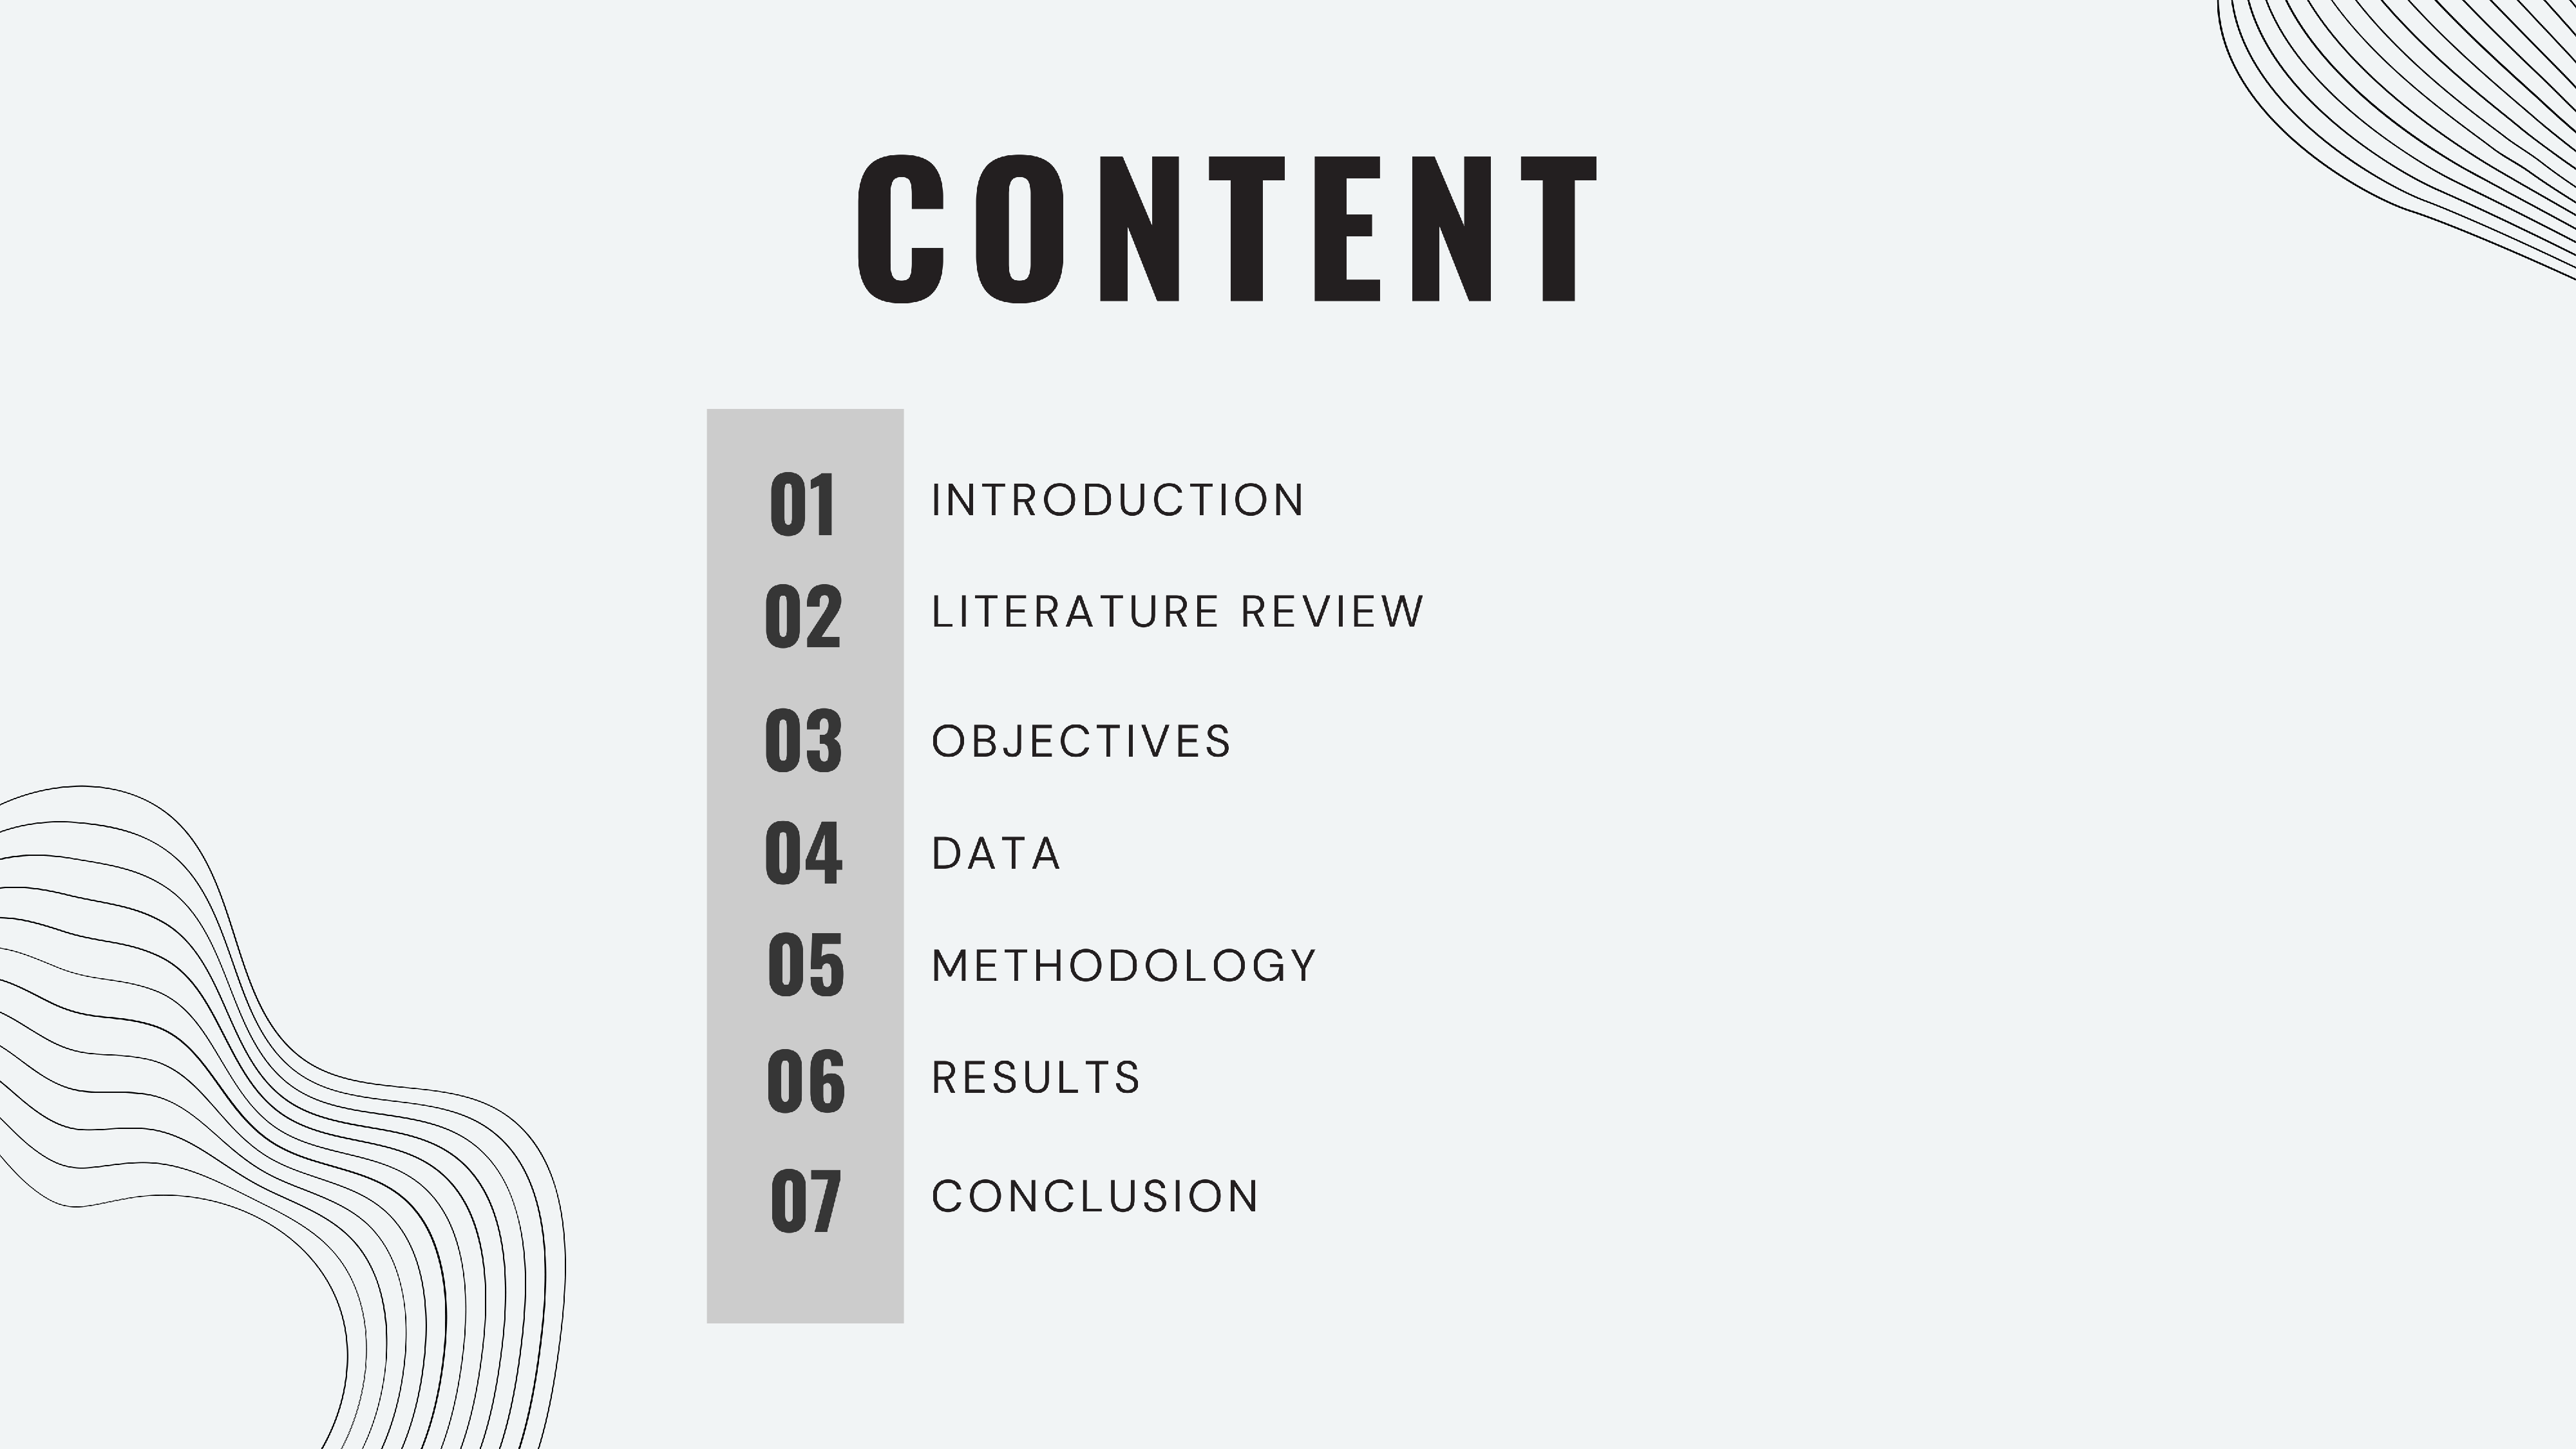 CONTENT
01 INTRODUCTION
02 LITERATURE REVIEW
03 OBJECTIVES
04 DATA
05 METHODOLOGY
06 RESULTS
07 CONCLUSION